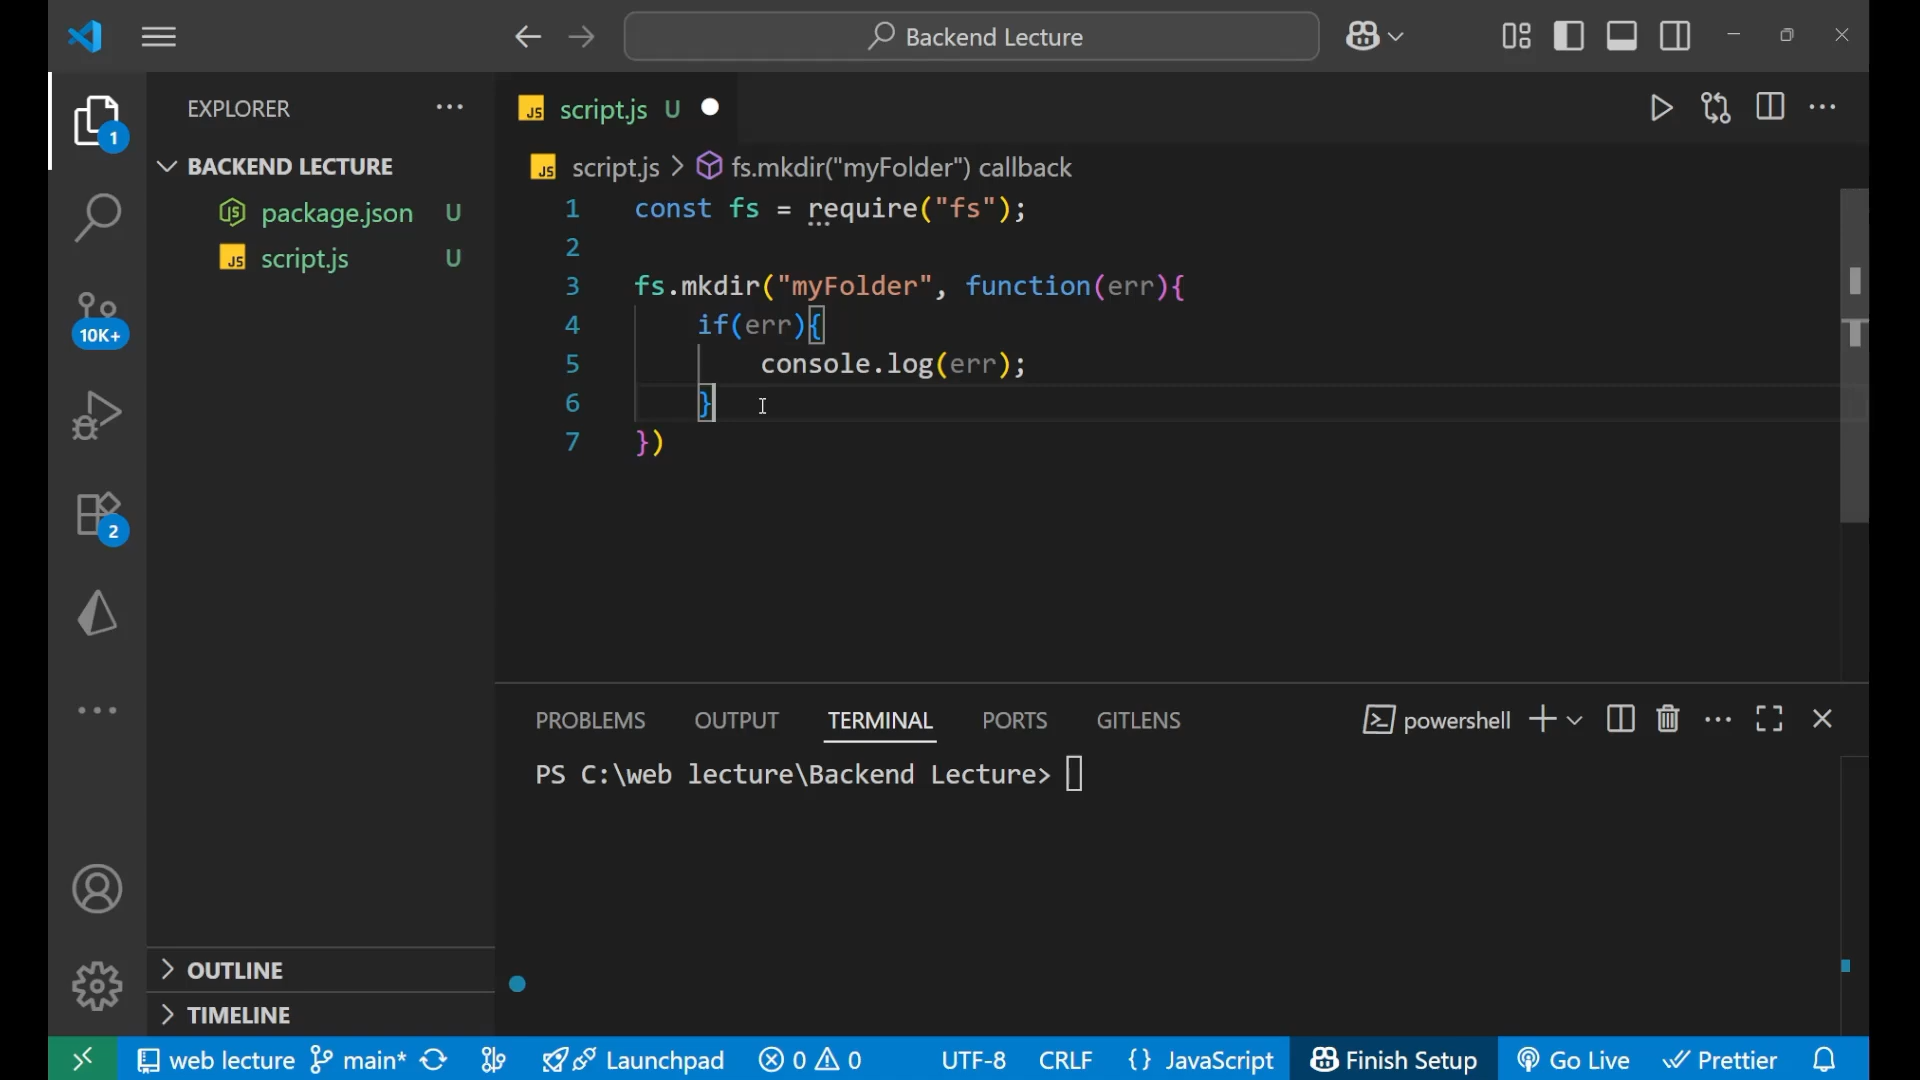 Backend Lecture
EXPLORER
1
BACKEND LECTURE
package.json U
script.js U
10K+
2
OUTLINE
TIMELINE
JS script.js U
JS script.js > fs.mkdir("myFolder") callback
1 const fs = require("fs");
2
3 fs.mkdir("myFolder", function(err){
4 if(err){
5 console.log(err);
6 }
7 })
PROBLEMS OUTPUT TERMINAL PORTS GITLENS powershell
PS C:\web lecture\Backend Lecture>
web lecture main* Launchpad 0 0 UTF-8 CRLF {} JavaScript Finish Setup Go Live Prettier